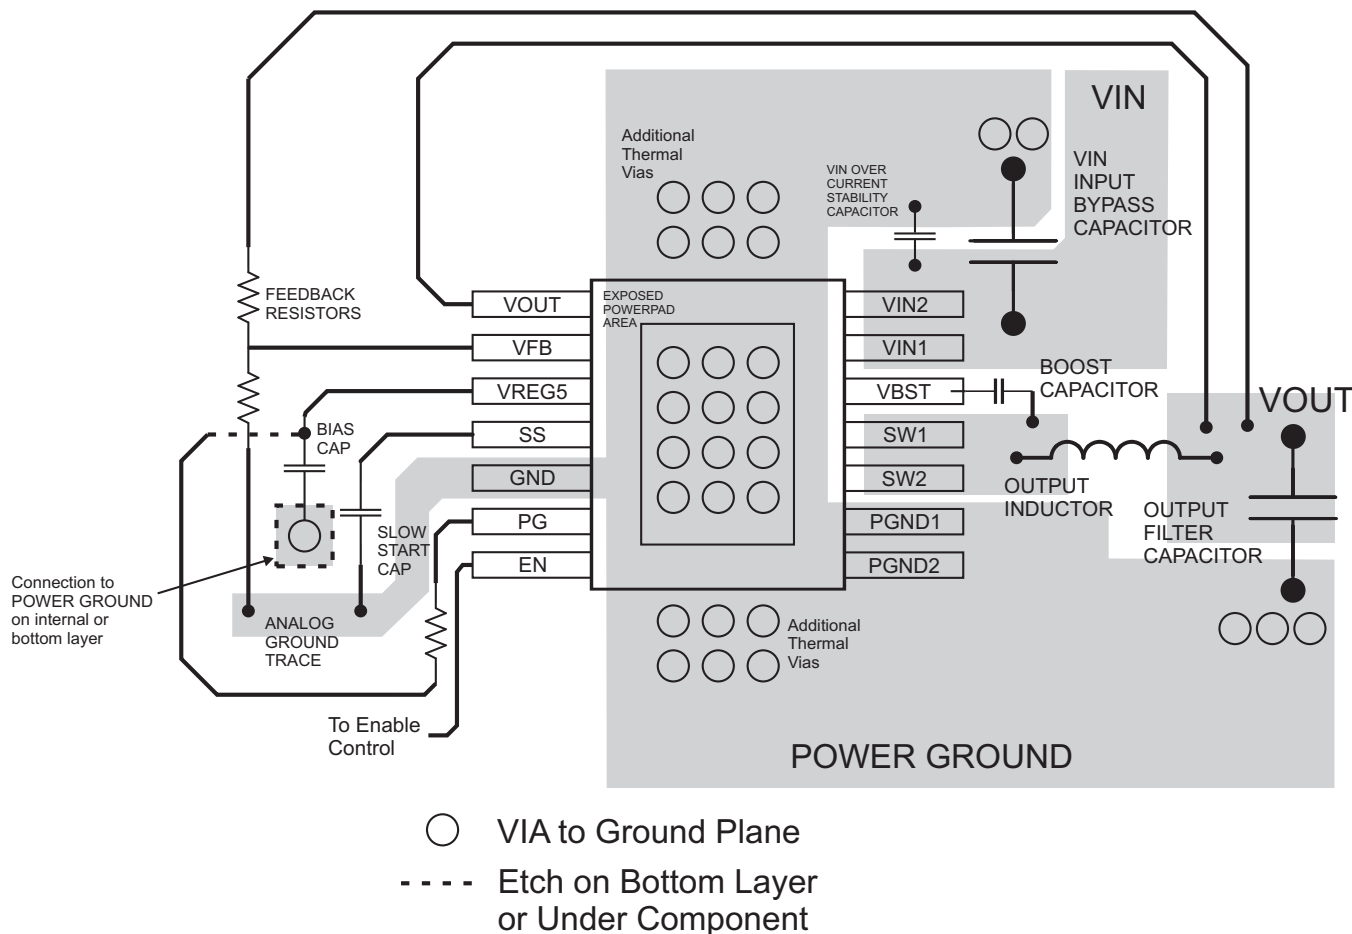 VIN
Additional
Thermal
Vias
VIN OVER
CURRENT
STABILITY
CAPACITOR
VIN
INPUT
BYPASS
CAPACITOR
FEEDBACK
RESISTORS
VOUT
VFB
VREG5
SS
GND
PG
EN
EXPOSED
POWERPAD
AREA
VIN2
VIN1
VBST
SW1
SW2
PGND1
PGND2
BOOST
CAPACITOR
VOUT
BIAS
CAP
SLOW
START
CAP
OUTPUT
INDUCTOR
OUTPUT
FILTER
CAPACITOR
Connection to
POWER GROUND
on internal or
bottom layer
ANALOG
GROUND
TRACE
Additional
Thermal
Vias
To Enable
Control
POWER GROUND
VIA to Ground Plane
Etch on Bottom Layer
or Under Component